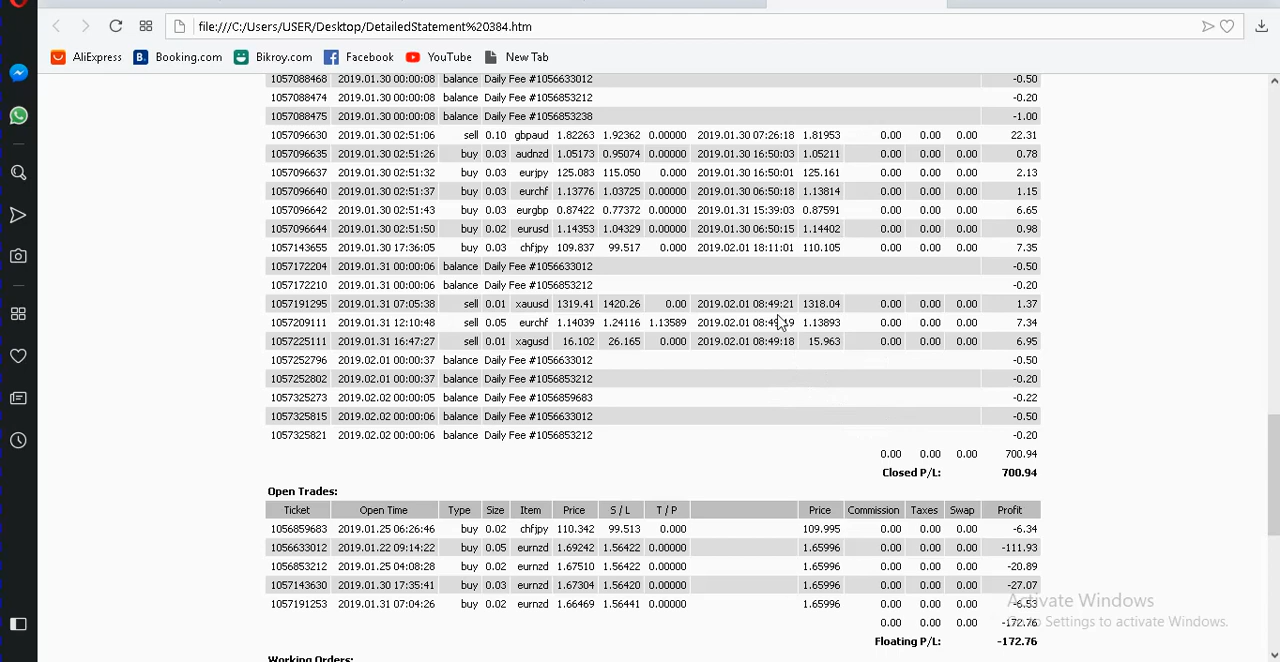 file:///C:/Users/USER/Desktop/DetailedStatement%20384.htm
AliExpress Booking.com Bikroy.com Facebook YouTube New Tab
1057088468 2019.01.30 00:00:08 balance Daily Fee #1056633012 -0.50
1057088474 2019.01.30 00:00:08 balance Daily Fee #1056853212 -0.20
1057088475 2019.01.30 00:00:08 balance Daily Fee #1056853238 -1.00
1057096630 2019.01.30 02:51:06 sell 0.10 gbpaud 1.82263 1.92362 0.00000 2019.01.30 07:26:18 1.81953 0.00 0.00 0.00 22.31
1057096635 2019.01.30 02:51:26 buy 0.03 audnzd 1.05173 0.95074 0.00000 2019.01.30 16:50:03 1.05211 0.00 0.00 0.00 0.78
1057096637 2019.01.30 02:51:32 buy 0.03 eurjpy 125.083 115.050 0.000 2019.01.30 16:50:01 125.161 0.00 0.00 0.00 2.13
1057096640 2019.01.30 02:51:37 buy 0.03 eurchf 1.13776 1.03725 0.00000 2019.01.30 06:50:18 1.13814 0.00 0.00 0.00 1.15
1057096642 2019.01.30 02:51:43 buy 0.03 eurgbp 0.87422 0.77372 0.00000 2019.01.31 15:39:03 0.87591 0.00 0.00 0.00 6.65
1057096644 2019.01.30 02:51:50 buy 0.02 eurusd 1.14353 1.04329 0.00000 2019.01.30 06:50:15 1.14402 0.00 0.00 0.00 0.98
1057143655 2019.01.30 17:36:05 buy 0.03 chfjpy 109.837 99.517 0.000 2019.02.01 18:11:01 110.105 0.00 0.00 0.00 7.35
1057172204 2019.01.31 00:00:06 balance Daily Fee #1056633012 -0.50
1057172210 2019.01.31 00:00:06 balance Daily Fee #1056853212 -0.20
1057191295 2019.01.31 07:05:38 sell 0.01 xauusd 1319.41 1420.26 0.00 2019.02.01 08:49:21 1318.04 0.00 0.00 0.00 1.37
1057209111 2019.01.31 12:10:48 sell 0.05 eurchf 1.14039 1.24116 1.13589 2019.02.01 08:49:19 1.13893 0.00 0.00 0.00 7.34
1057225111 2019.01.31 16:47:27 sell 0.01 xagusd 16.102 26.165 0.000 2019.02.01 08:49:18 15.963 0.00 0.00 0.00 6.95
1057252796 2019.02.01 00:00:37 balance Daily Fee #1056633012 -0.50
1057252802 2019.02.01 00:00:37 balance Daily Fee #1056853212 -0.20
1057325273 2019.02.02 00:00:05 balance Daily Fee #1056859683 -0.22
1057325815 2019.02.02 00:00:06 balance Daily Fee #1056633012 -0.50
1057325821 2019.02.02 00:00:06 balance Daily Fee #1056853212 -0.20
0.00 0.00 0.00 700.94
Closed P/L: 700.94
Open Trades:
Ticket Open Time Type Size Item Price S / L T / P Price Commission Taxes Swap Profit
1056859683 2019.01.25 06:26:46 buy 0.02 chfjpy 110.342 99.513 0.000 109.995 0.00 0.00 0.00 -6.34
1056633012 2019.01.22 09:14:22 buy 0.05 eurnzd 1.69242 1.56422 0.00000 1.65996 0.00 0.00 0.00 -111.93
1056853212 2019.01.25 04:08:28 buy 0.02 eurnzd 1.67510 1.56422 0.00000 1.65996 0.00 0.00 0.00 -20.89
1057143630 2019.01.30 17:35:41 buy 0.03 eurnzd 1.67304 1.56420 0.00000 1.65996 0.00 0.00 0.00 -27.07
1057191253 2019.01.31 07:04:26 buy 0.02 eurnzd 1.66469 1.56441 0.00000 1.65996 0.00 0.00 0.00 -6.53
Activate Windows
0.00 0.00 0.00 -172.76
Go to Settings to activate Windows.
Floating P/L: -172.76
Working Orders: